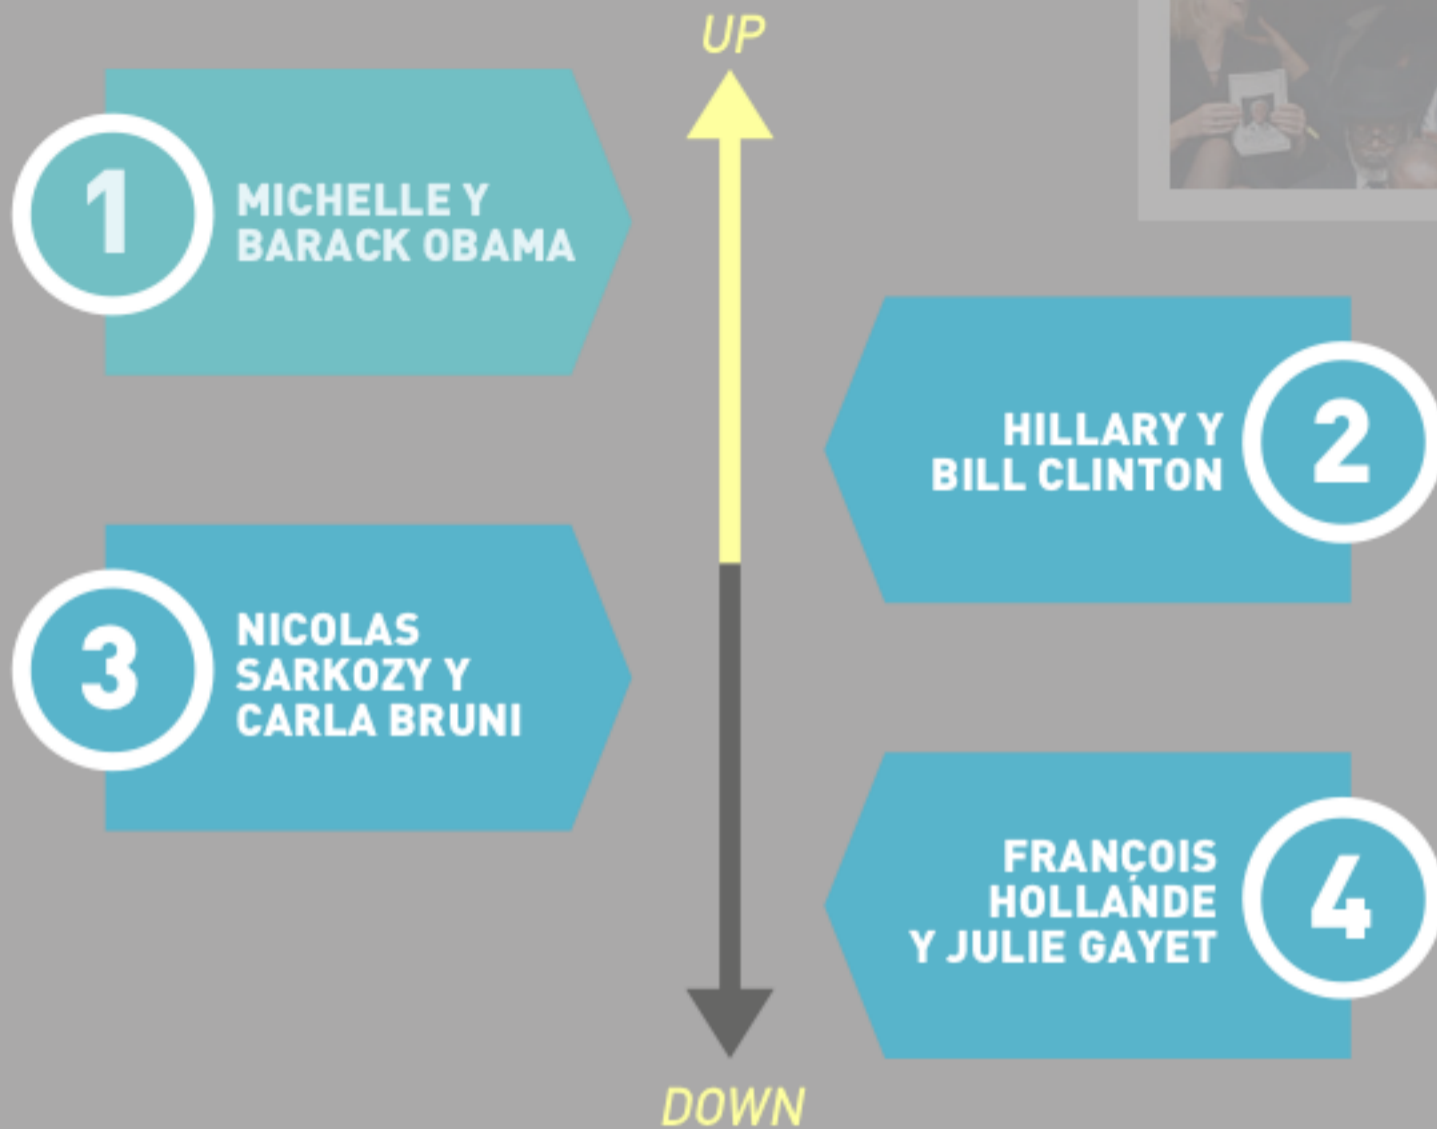 UP
1
MICHELLE Y
BARACK OBAMA
2
HILLARY Y
BILL CLINTON
3
NICOLAS
SARKOZY Y
CARLA BRUNI
4
FRANÇOIS
HOLLANDE
Y JULIE GAYET
DOWN